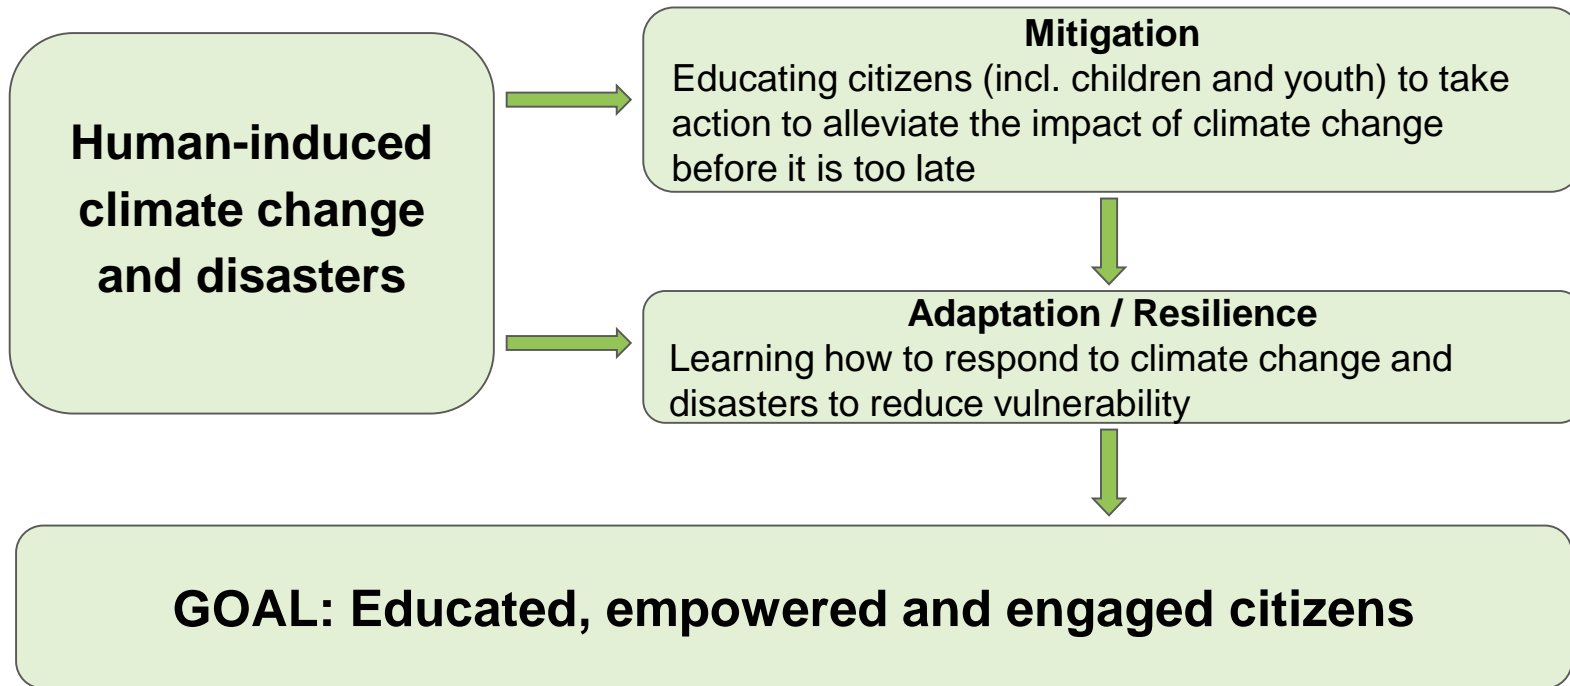 Human-induced
climate change
and disasters
Mitigation
Educating citizens (incl. children and youth) to take
action to alleviate the impact of climate change
before it is too late
Adaptation / Resilience
Learning how to respond to climate change and
disasters to reduce vulnerability
GOAL: Educated, empowered and engaged citizens